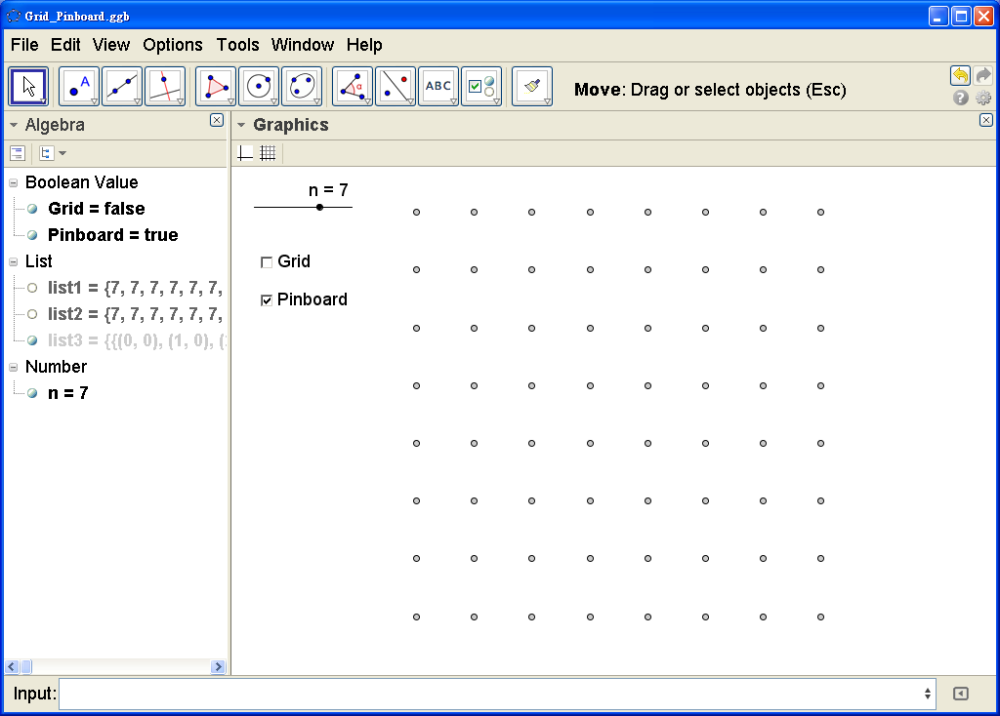 Grid_Pinboard.ggb
File Edit View Options Tools Window Help
A α ABC Move: Drag or select objects (Esc)
Algebra
Graphics
Boolean Value
Grid = false
Pinboard = true
List
list1 = {7, 7, 7, 7, 7, 7,
list2 = {7, 7, 7, 7, 7, 7,
list3 = {{(0, 0), (1, 0), (
Number
n = 7
n = 7
Grid
Pinboard
Input: